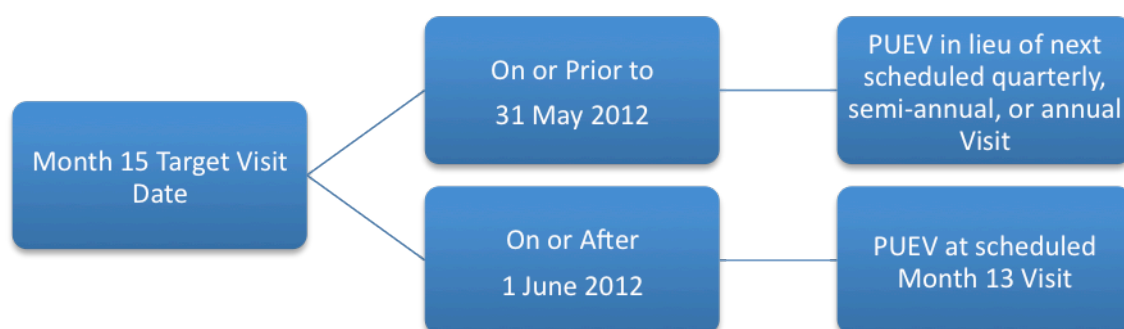 Month 15 Target Visit
Date
On or Prior to
31 May 2012
PUEV in lieu of next
scheduled quarterly,
semi-annual, or annual
Visit
On or After
1 June 2012
PUEV at scheduled
Month 13 Visit